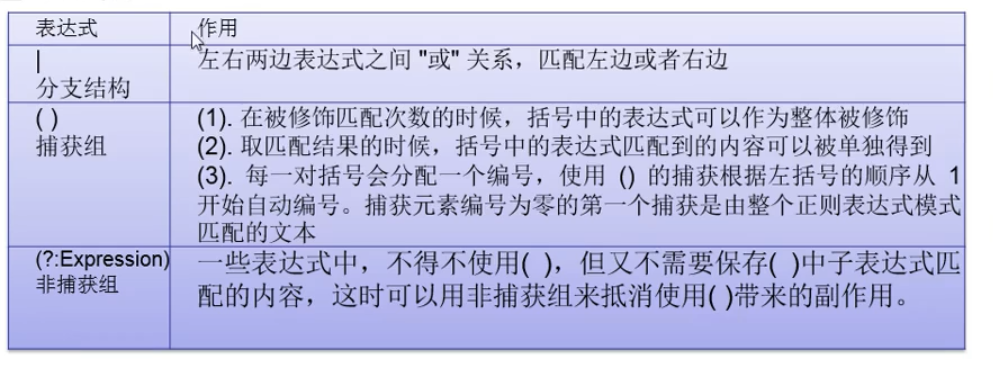 表达式 作用
| 左右两边表达式之间 "或" 关系，匹配左边或者右边
分支结构
( ) (1). 在被修饰匹配次数的时候，括号中的表达式可以作为整体被修饰
捕获组 (2). 取匹配结果的时候，括号中的表达式匹配到的内容可以被单独得到
(3). 每一对括号会分配一个编号，使用 () 的捕获根据左括号的顺序从 1
开始自动编号。捕获元素编号为零的第一个捕获是由整个正则表达式模式
匹配的文本
(?:Expression) 一些表达式中，不得不使用( )，但又不需要保存( )中子表达式匹
非捕获组 配的内容，这时可以用非捕获组来抵消使用( )带来的副作用。